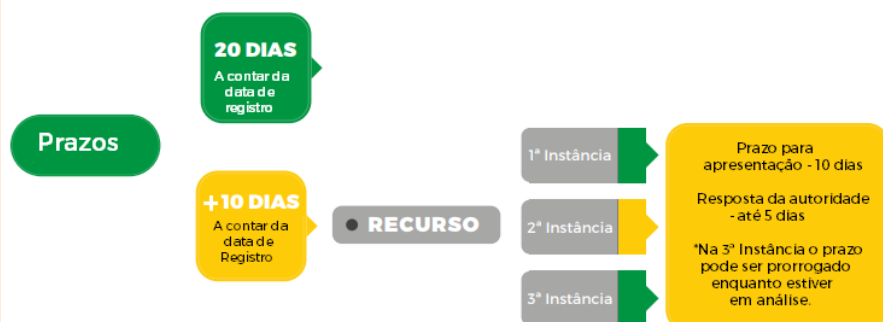 Prazos
20 DIAS
A contar da
data de
registro
+10 DIAS
A contar da
data de
Registro
RECURSO
1ª Instância
2ª Instância
3ª Instância
Prazo para
apresentação - 10 dias
Resposta da autoridade
- até 5 dias
*Na 3ª Instância o prazo
pode ser prorrogado
enquanto estiver
em análise.